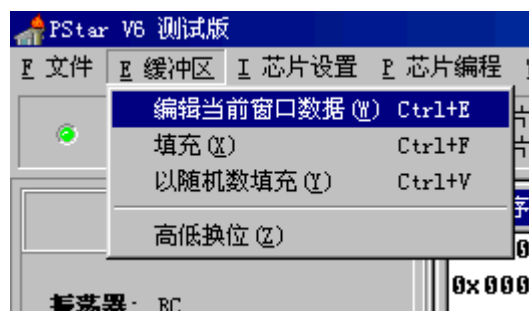 PStar V6 测试版
F 文件 E 缓冲区 I 芯片设置 P 芯片编程
编辑当前窗口数据(W) Ctrl+E
填充(X) Ctrl+F
以随机数填充(Y) Ctrl+V
高低换位(Z)
0x000
振荡器: RC